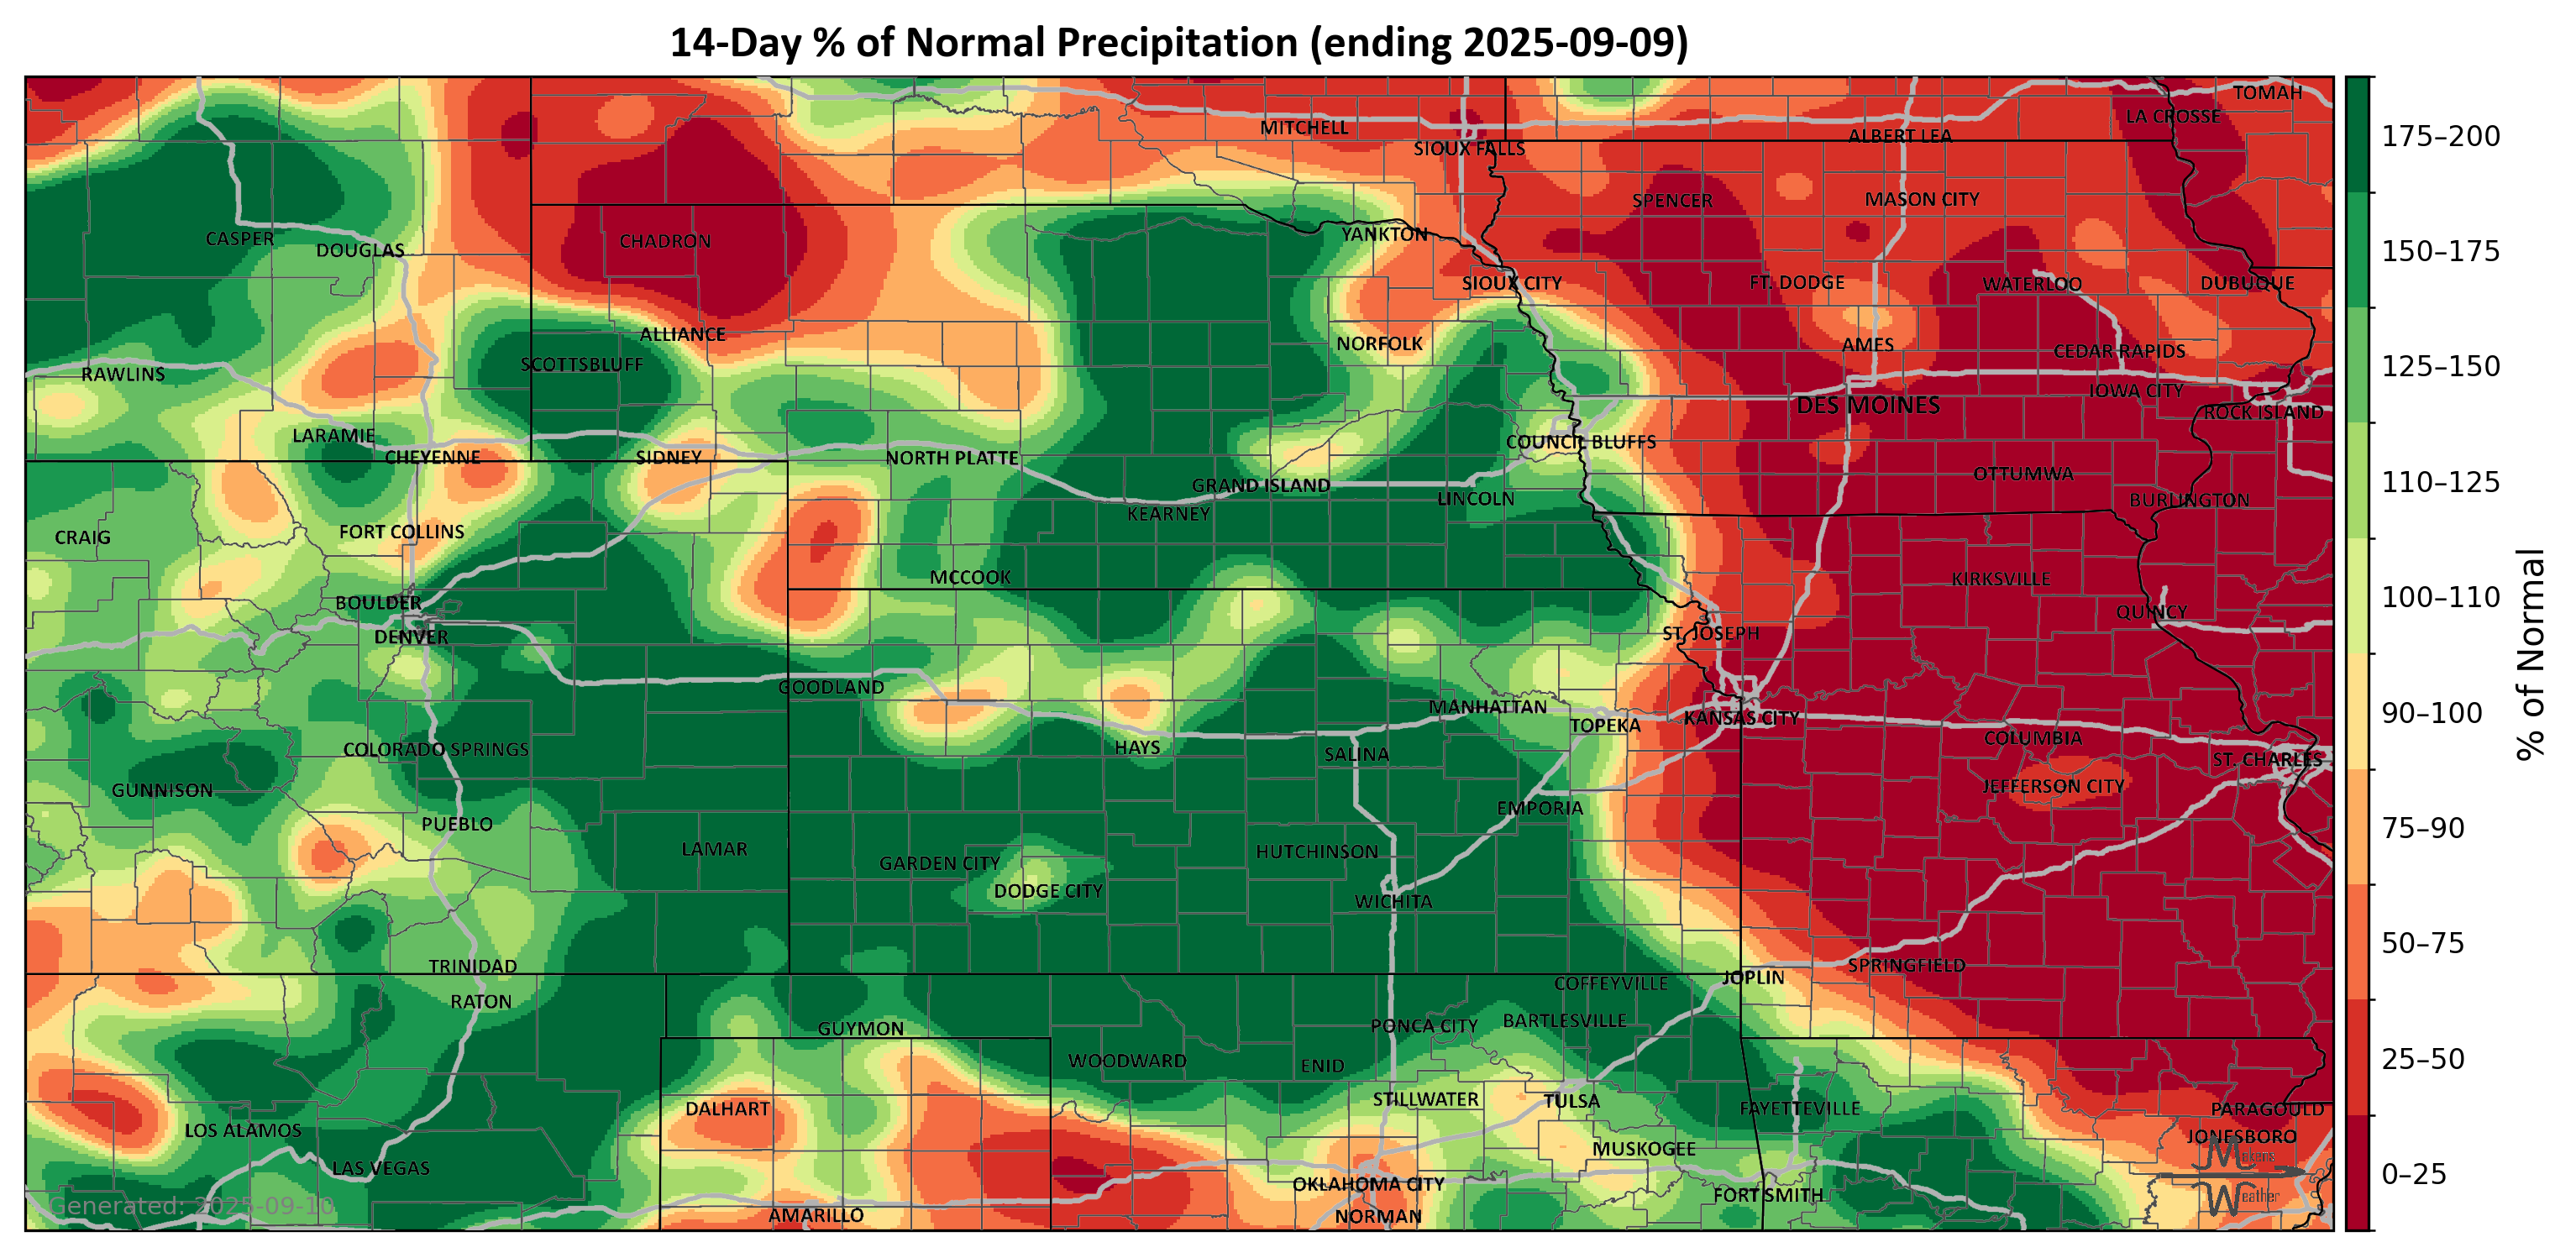 14-Day % of Normal Precipitation (ending 2025-09-09)
TOMAH
LA CROSSE
MITCHELL
ALBERT LEA
SIOUX FALLS
SPENCER
MASON CITY
CASPER
DOUGLAS
CHADRON
YANKTON
SIOUX CITY
FT. DODGE
WATERLOO
DUBUQUE
ALLIANCE
NORFOLK
AMES
CEDAR RAPIDS
SCOTTSBLUFF
RAWLINS
IOWA CITY
DES MOINES
ROCK ISLAND
LARAMIE
COUNCIL BLUFFS
CHEYENNE
SIDNEY
NORTH PLATTE
OTTUMWA
GRAND ISLAND
LINCOLN
BURLINGTON
KEARNEY
CRAIG
FORT COLLINS
MCCOOK
KIRKSVILLE
BOULDER
QUINCY
DENVER
ST. JOSEPH
GOODLAND
MANHATTAN
TOPEKA
KANSAS CITY
COLUMBIA
COLORADO SPRINGS
HAYS
SALINA
ST. CHARLES
GUNNISON
JEFFERSON CITY
EMPORIA
PUEBLO
LAMAR
GARDEN CITY
HUTCHINSON
DODGE CITY
WICHITA
TRINIDAD
SPRINGFIELD
JOPLIN
COFFEYVILLE
RATON
GUYMON
PONCA CITY
BARTLESVILLE
WOODWARD
ENID
DALHART
STILLWATER
TULSA
FAYETTEVILLE
PARAGOULD
LOS ALAMOS
JONESBORO
MUSKOGEE
LAS VEGAS
OKLAHOMA CITY
FORT SMITH
AMARILLO
NORMAN
Makens
Weather
Generated: 2025-09-10
175–200
150–175
125–150
110–125
100–110
90–100
75–90
50–75
25–50
0–25
% of Normal